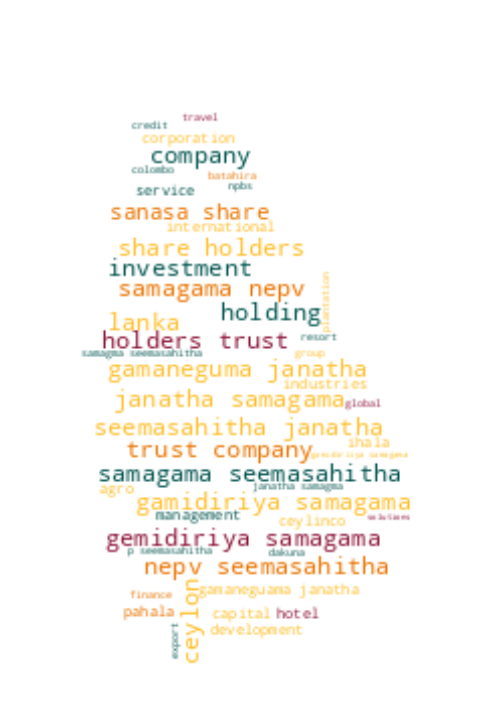 travel
credit
corporation
company
colombo
batahira
npbs
service
sanasa share
international
share holders
investment
samagama nepv
plantation
holding
lanka
holders trust
resort
samagma seemasahitha
group
gamaneguma janatha
industries
janatha samagama
global
seemasahitha janatha
ihala
trust company
gamidiriya samagama
samagama seemasahitha
janatha samagma
agro
gamidiriya samagama
management
solutions
ceylinco
gemidiriya samagama
p seemasahitha
dakuna
nepv seemasahitha
ceylon
gamaneguama janatha
finance
pahala
capital
hotel
export
development